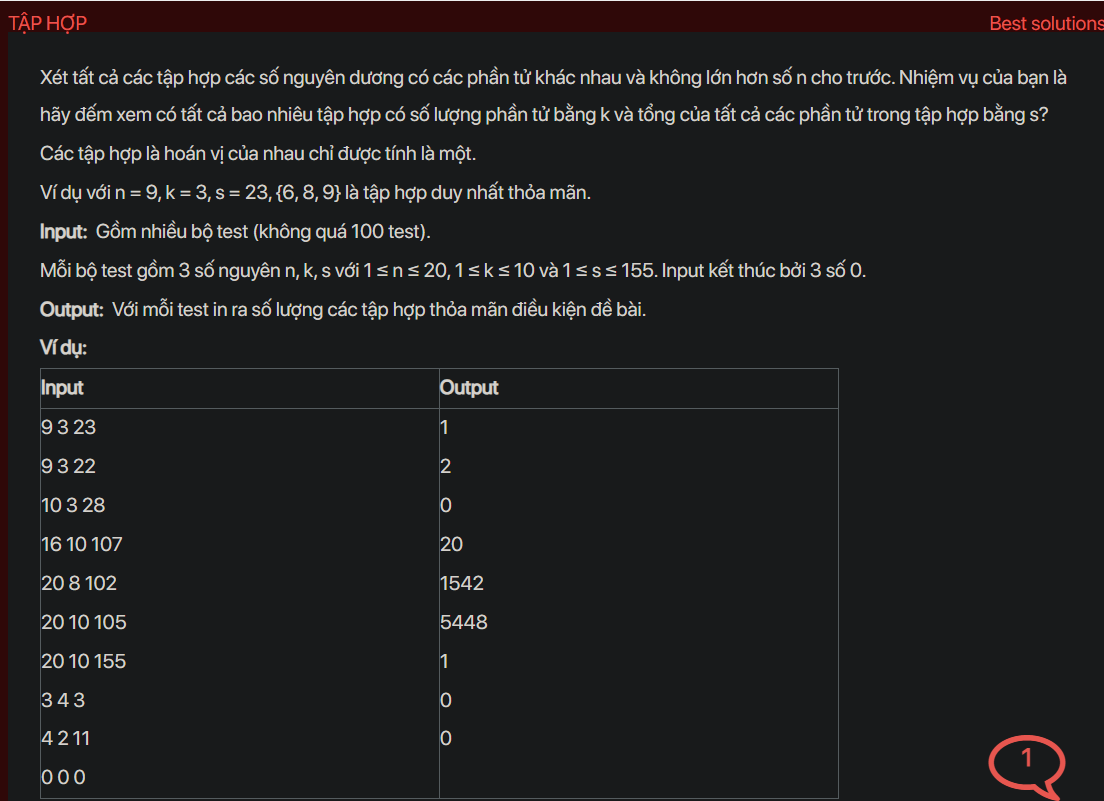 TẬP HỢP Best solutions
Xét tất cả các tập hợp các số nguyên dương có các phần tử khác nhau và không lớn hơn số n cho trước. Nhiệm vụ của bạn là
hãy đếm xem có tất cả bao nhiêu tập hợp có số lượng phần tử bằng k và tổng của tất cả các phần tử trong tập hợp bằng s?
Các tập hợp là hoán vị của nhau chỉ được tính là một.
Ví dụ với n = 9, k = 3, s = 23, {6, 8, 9} là tập hợp duy nhất thỏa mãn.
Input: Gồm nhiều bộ test (không quá 100 test).
Mỗi bộ test gồm 3 số nguyên n, k, s với 1 ≤ n ≤ 20, 1 ≤ k ≤ 10 và 1 ≤ s ≤ 155. Input kết thúc bởi 3 số 0.
Output: Với mỗi test in ra số lượng các tập hợp thỏa mãn điều kiện đề bài.
Ví dụ:
Input Output
9 3 23 1
9 3 22 2
10 3 28 0
16 10 107 20
20 8 102 1542
20 10 105 5448
20 10 155 1
3 4 3 0
4 2 11 0
0 0 0
1